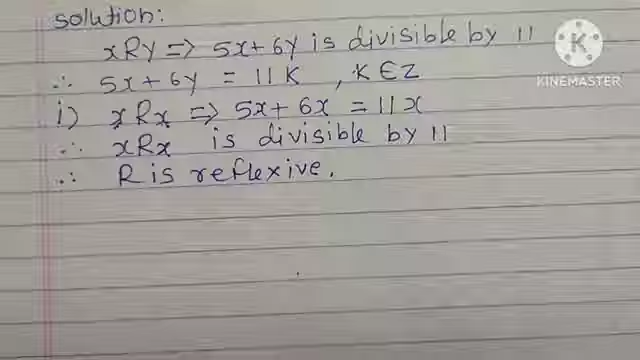 solution:
xRy => 5x+6y is divisible by 11
∴ 5x+6y = 11K , K∈Z
i) xRx => 5x+6x = 11x
∴ xRx is divisible by 11
∴ R is reflexive.
K
KINEMASTER